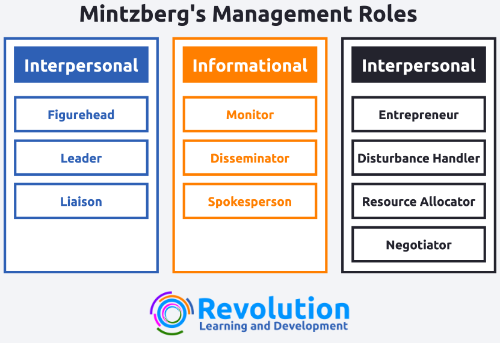 Mintzberg's Management Roles
Interpersonal
Figurehead
Leader
Liaison
Informational
Monitor
Disseminator
Spokesperson
Interpersonal
Entrepreneur
Disturbance Handler
Resource Allocator
Negotiator
Revolution
Learning and Development